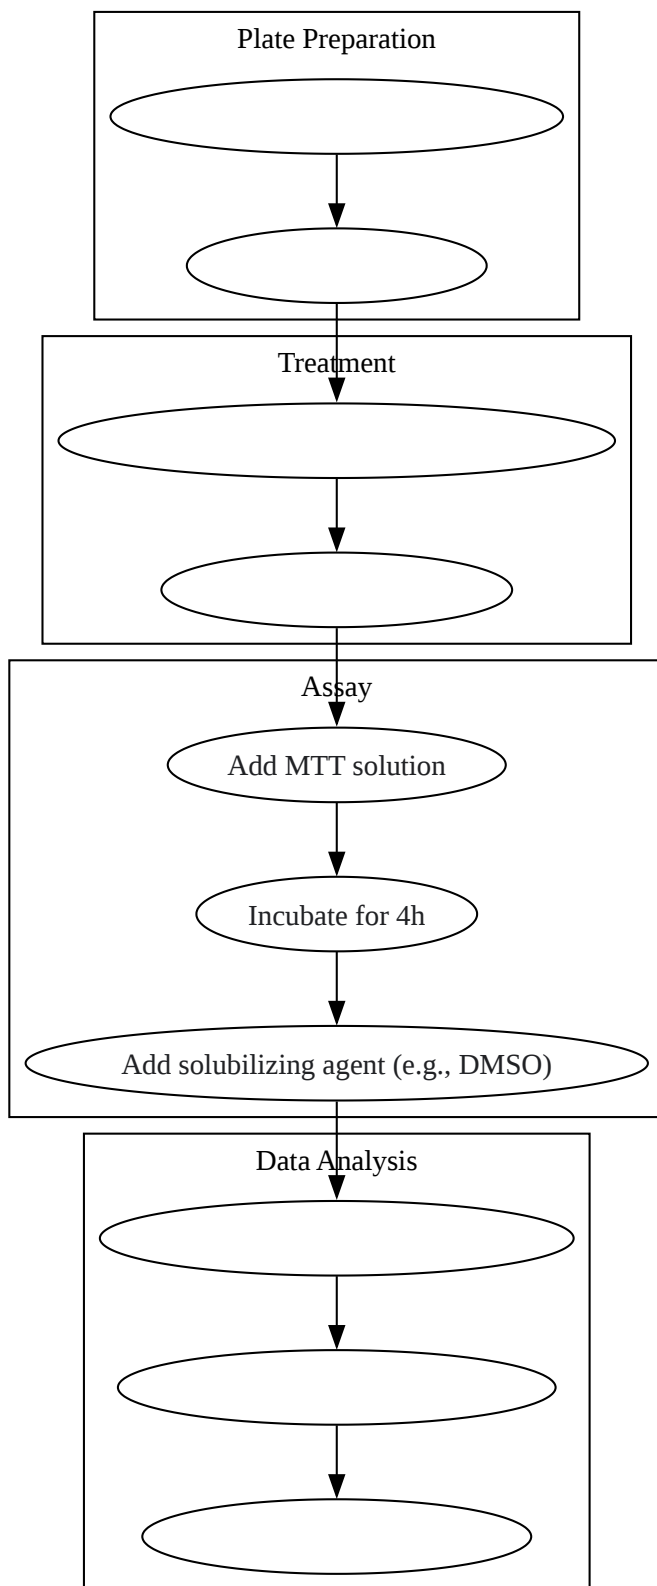 Plate Preparation
Treatment
Assay
Add MTT solution
Incubate for 4h
Add solubilizing agent (e.g., DMSO)
Data Analysis